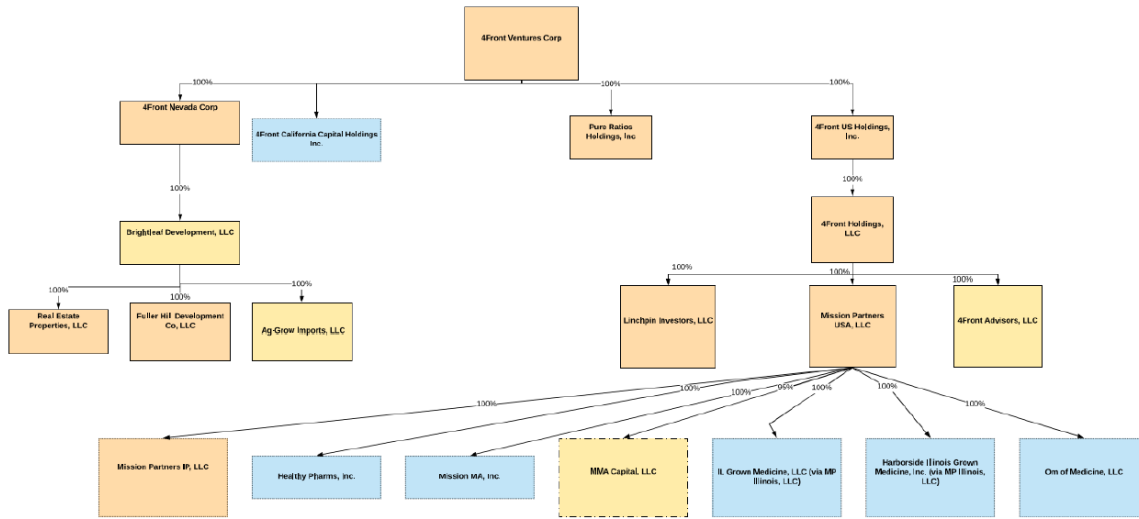 4Front Ventures Corp
100%
100%
100%
4Front Nevada Corp
4Front California Capital Holdings
Inc.
Pure Ratios
Holdings, Inc
4Front US Holdings,
Inc.
100%
100%
Brightleaf Development, LLC
4Front Holdings,
LLC
100%
100%
100%
100%
100%
100%
Real Estate
Properties, LLC
Fuller Hill Development
Co, LLC
Ag-Grow Imports, LLC
Linchpin Investors, LLC
Mission Partners
USA, LLC
4Front Advisors, LLC
100%
100%
100%
100%
100%
100%
Mission Partners IP, LLC
Healthy Pharms, Inc.
Mission MA, Inc.
MMA Capital, LLC
IL Grown Medicine, LLC (via MP
Illinois, LLC)
Harborside Illinois Grown
Medicine, Inc. (via MP Illinois,
LLC)
Om of Medicine, LLC